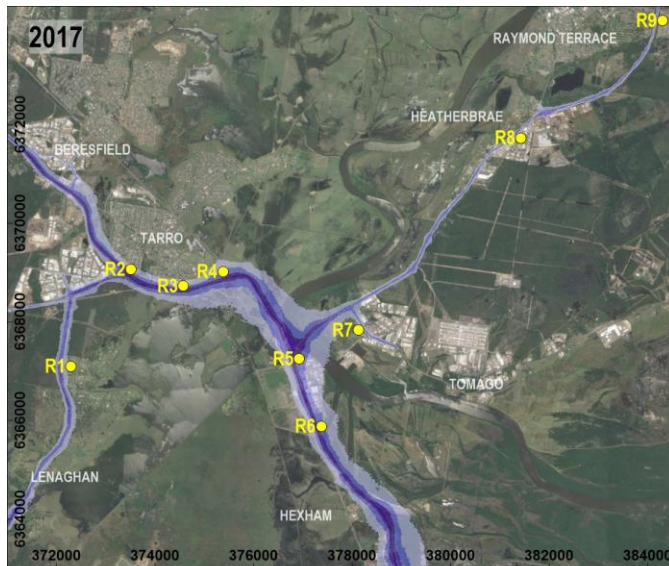 2017
R9
RAYMOND TERRACE
HEATHERBRAE
R8
BERESFIELD
TARRO
R2
R3
R4
R7
R5
R1
TOMAGO
R6
LENAGHAN
HEXHAM
6372000
6370000
6368000
6366000
6364000
372000 374000 376000 378000 380000 382000 384000